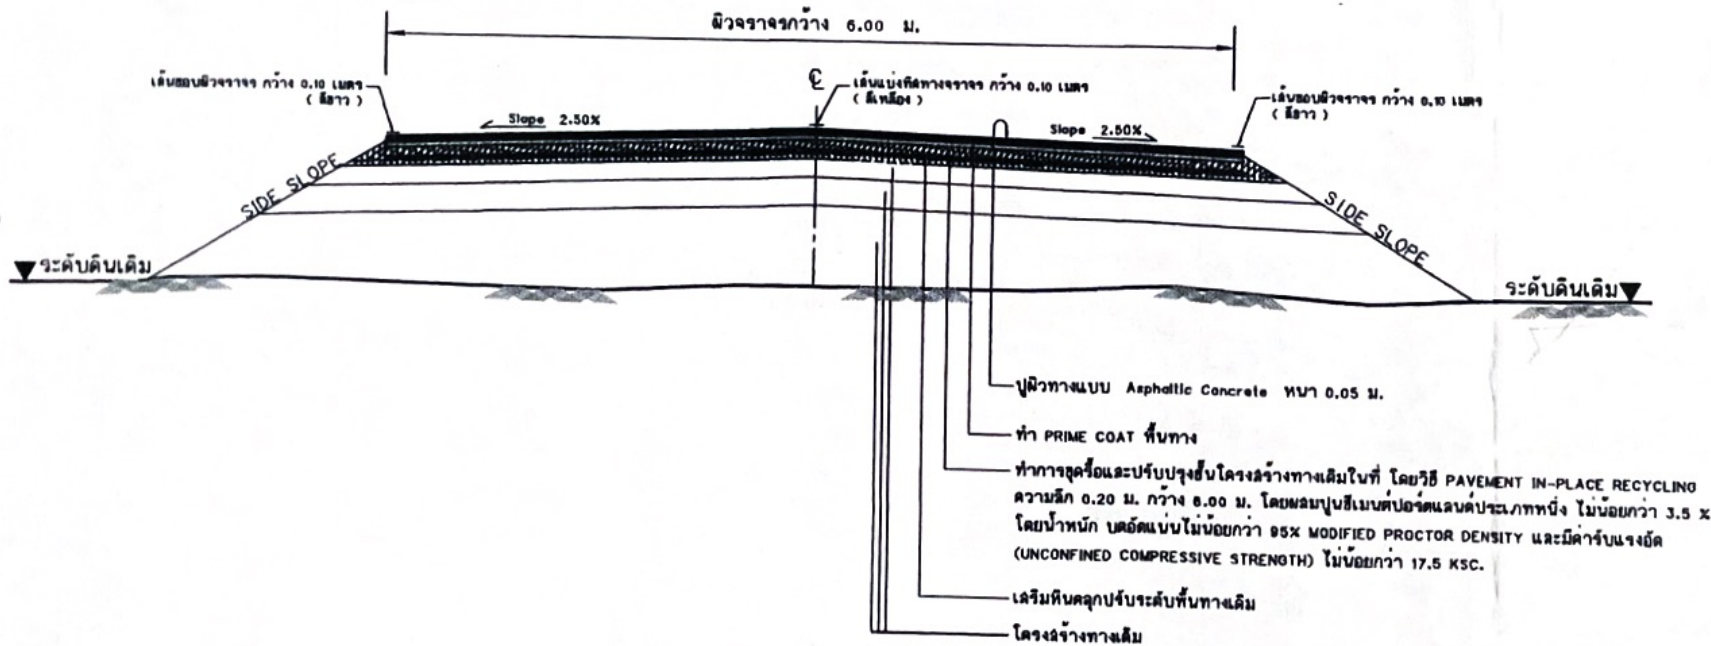 ผิวจราจรกว้าง 6.00 ม.
เส้นขอบผิวจราจร กว้าง 0.10 เมตร
( สีขาว )
℄
เส้นแบ่งทิศทางจราจร กว้าง 0.10 เมตร
( สีเหลือง )
เส้นขอบผิวจราจร กว้าง 0.10 เมตร
( สีขาว )
Slope 2.50%
Slope 2.50%
SIDE SLOPE
SIDE SLOPE
ระดับดินเดิม
ระดับดินเดิม
ปูผิวทางแบบ Asphaltic Concrete หนา 0.05 ม.
ทำ PRIME COAT พื้นทาง
ทำการขุดรื้อและปรับปรุงชั้นโครงสร้างทางเดิมในที่ โดยวิธี PAVEMENT IN-PLACE RECYCLING
ความลึก 0.20 ม. กว้าง 6.00 ม. โดยผสมปูนซีเมนต์ปอร์ตแลนด์ประเภทหนึ่ง ไม่น้อยกว่า 3.5 %
โดยน้ำหนัก บดอัดแน่นไม่น้อยกว่า 95% MODIFIED PROCTOR DENSITY และมีค่ารับแรงอัด
(UNCONFINED COMPRESSIVE STRENGTH) ไม่น้อยกว่า 17.5 KSC.
เสริมหินคลุกปรับระดับพื้นทางเดิม
โครงสร้างทางเดิม